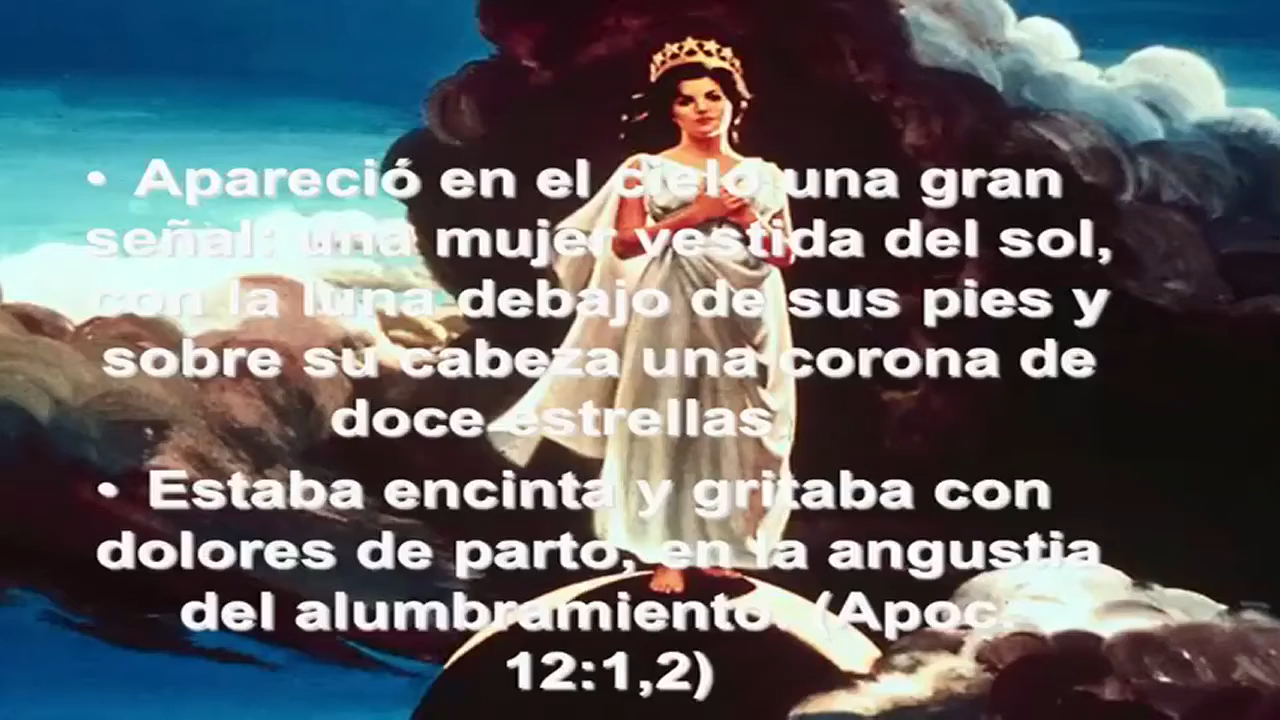 • Apareció en el cielo una gran
señal: una mujer vestida del sol,
con la luna debajo de sus pies y
sobre su cabeza una corona de
doce estrellas
• Estaba encinta y gritaba con
dolores de parto, en la angustia
del alumbramiento. (Apoc.
12:1,2)